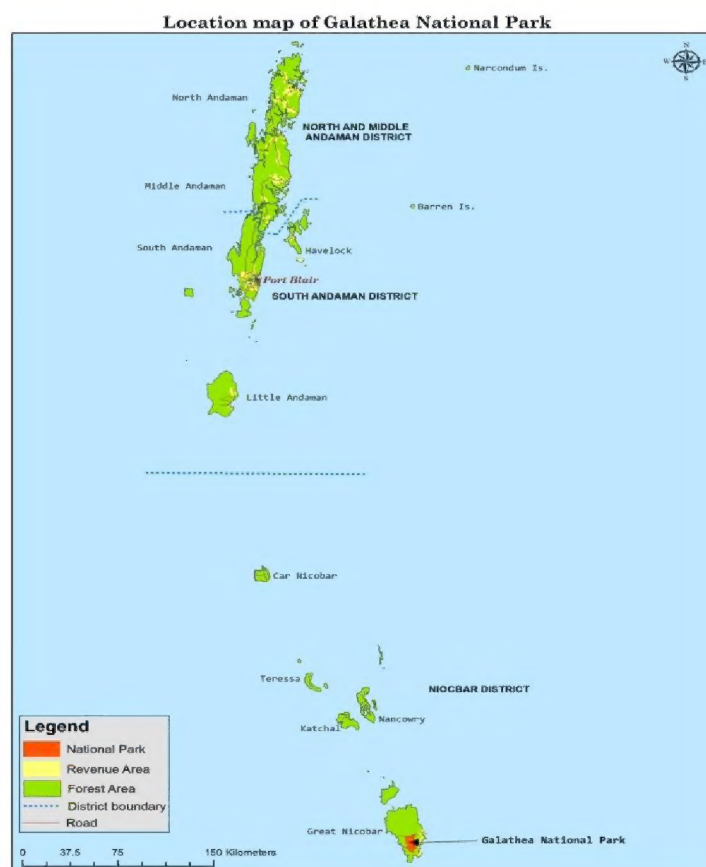 Location map of Galathea National Park
N
W
E
S
Narcondum Is.
North Andaman
NORTH AND MIDDLE
ANDAMAN DISTRICT
Middle Andaman
Barren Is.
South Andaman
Havelock
Port Blair
SOUTH ANDAMAN DISTRICT
Little Andaman
Car Nicobar
Teressa
NIOCBAR DISTRICT
Nancowry
Katchal
Legend
National Park
Revenue Area
Forest Area
District boundary
Road
Great Nicobar
Galathea National Park
0 37.5 75 150 Kilometers